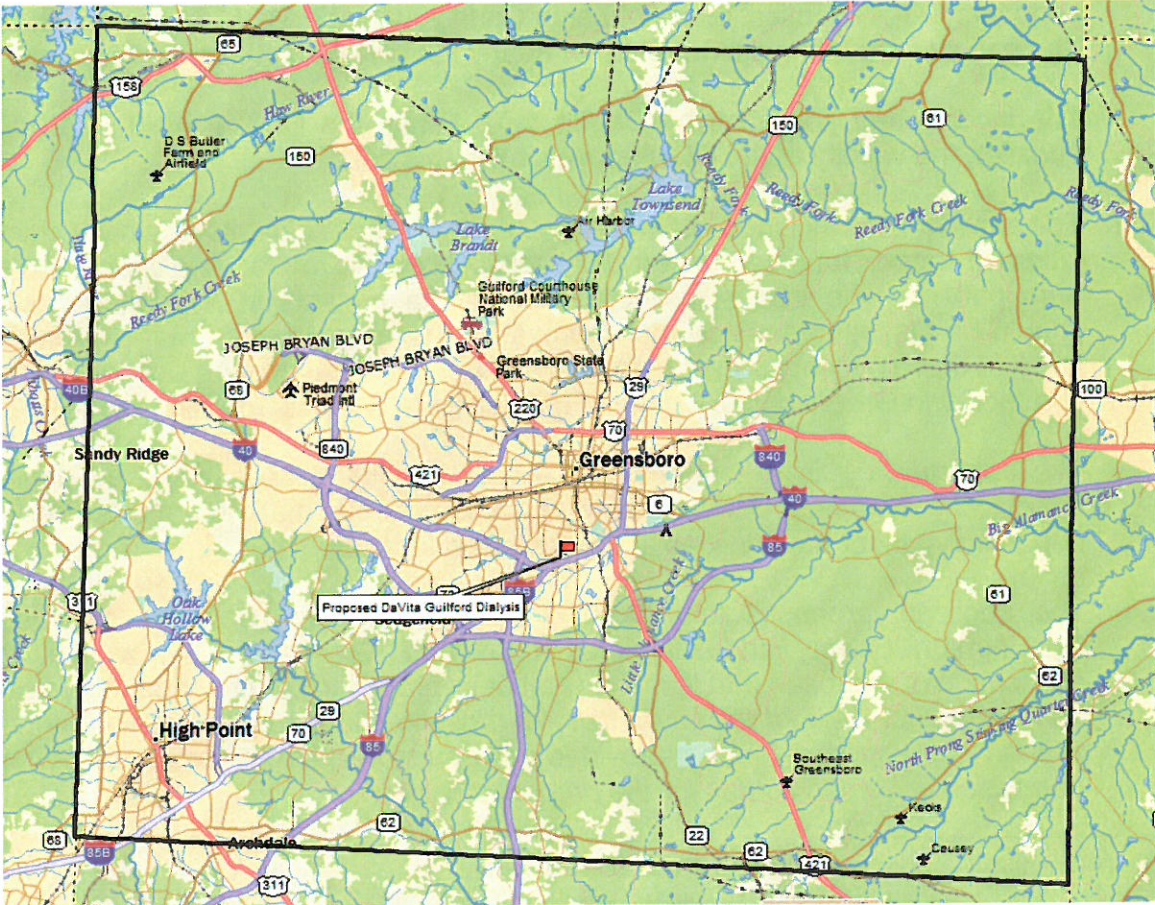 65
158
Haw River
D S Butler
Farm and
Airfield
150
150
61
Reedy Fork
Lake
Townsend
Reedy Fork
Reedy Fork Creek
Reedy Fork
Air Harbor
Lake
Brandt
Reedy Fork Creek
Guilford Courthouse
National Military
Park
JOSEPH BRYAN BLVD
JOSEPH BRYAN BLVD
Greensboro State
Park
40B
68
Piedmont
Triad Intl
29
100
220
70
Sandy Ridge
40
840
421
Greensboro
840
70
6
40
Big Alamance Creek
85
85B
311
Oak
Hollow
Lake
Proposed DaVita Guilford Dialysis
61
62
High Point
29
70
85
North Prong Stinking Quarter Creek
Southeast
Greensboro
Kecks
Causey
68
85B
Archdale
62
22
62
421
311